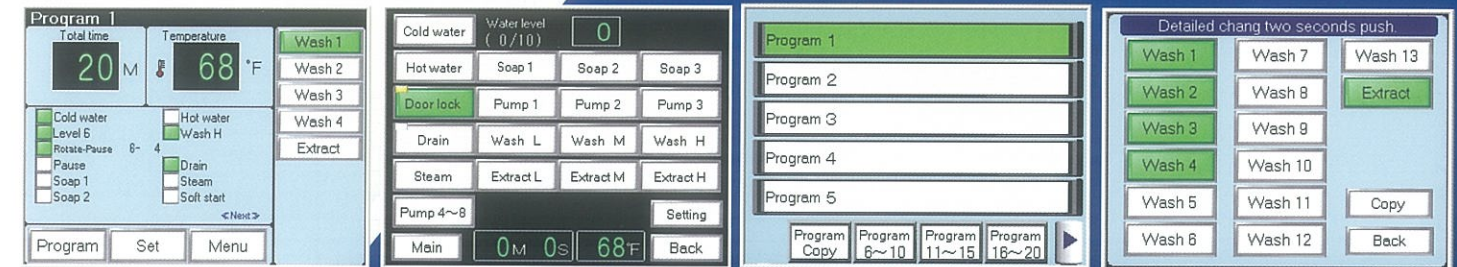 Program 1
Total time
Temperature
20 M
68 °F
Wash 1
Wash 2
Wash 3
Wash 4
Extract
Cold water
Hot water
Level 6
Wash H
Rotate-Pause 8- 4
Pause
Drain
Soap 1
Steam
Soap 2
Soft start
≪Next≫
Program
Set
Menu
Cold water
Water level
( 0/10)
0
Hot water
Soap 1
Soap 2
Soap 3
Door lock
Pump 1
Pump 2
Pump 3
Drain
Wash L
Wash M
Wash H
Steam
Extract L
Extract M
Extract H
Pump 4~8
Setting
Main
0M 0s
68°F
Back
Program 1
Program 2
Program 3
Program 4
Program 5
Program Copy
Program 6~10
Program 11~15
Program 16~20
Detailed chang two seconds push.
Wash 1
Wash 7
Wash 13
Wash 2
Wash 8
Extract
Wash 3
Wash 9
Wash 4
Wash 10
Wash 5
Wash 11
Copy
Wash 6
Wash 12
Back